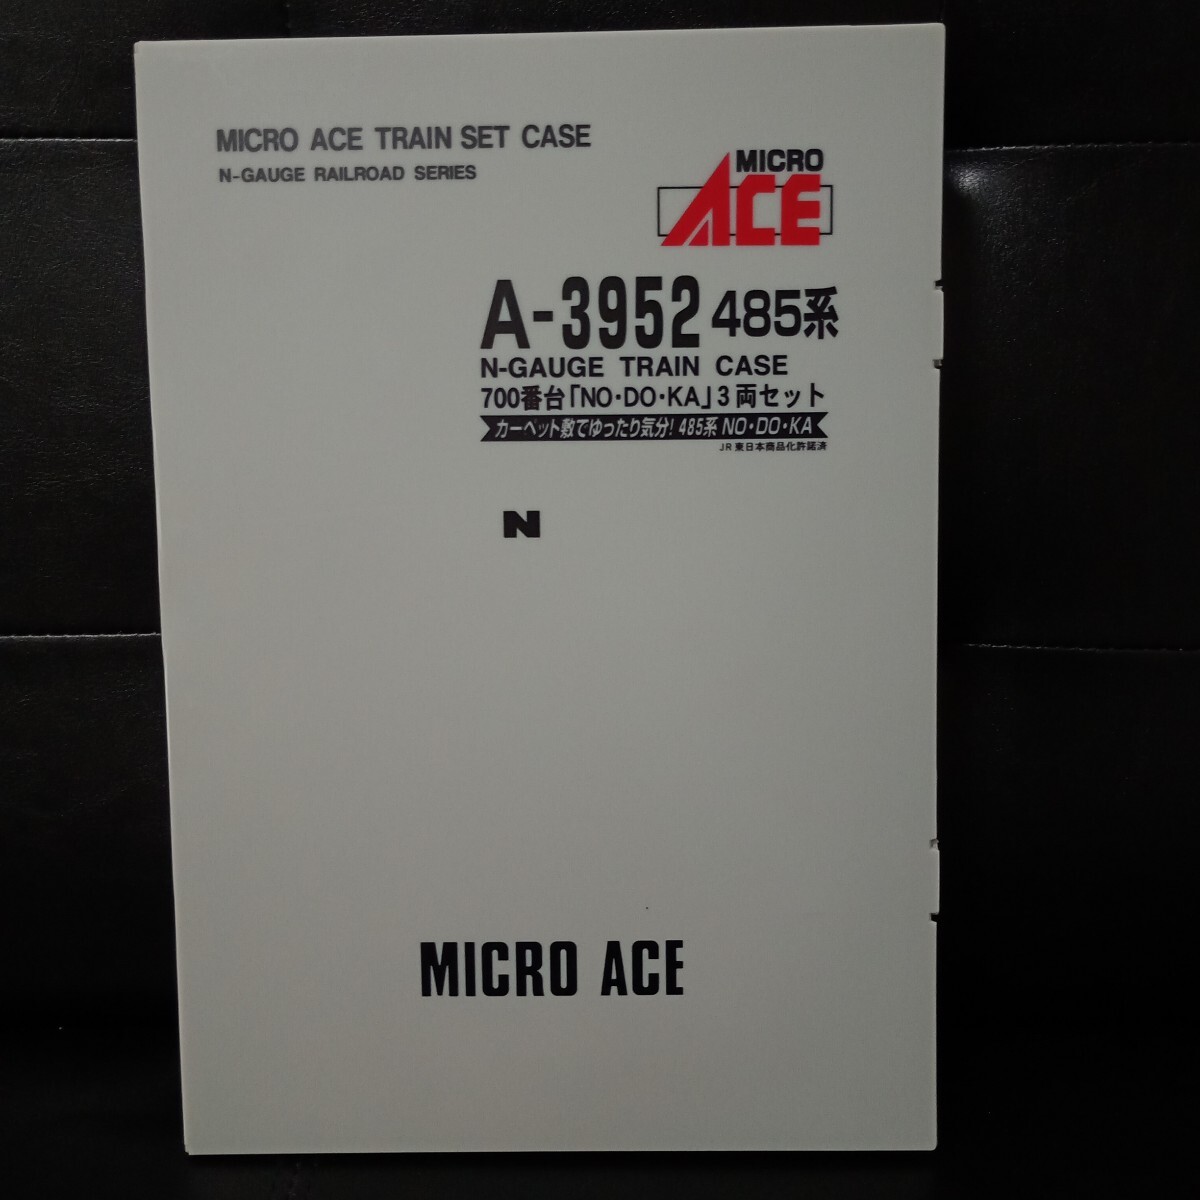 MICRO ACE TRAIN SET CASE
N-GAUGE RAILROAD SERIES
MICRO
ACE
A-3952 485系
N-GAUGE TRAIN CASE
700番台「NO・DO・KA」3両セット
カーペット敷でゆったり気分! 485系 NO・DO・KA
JR東日本商品化許諾済
N
MICRO ACE